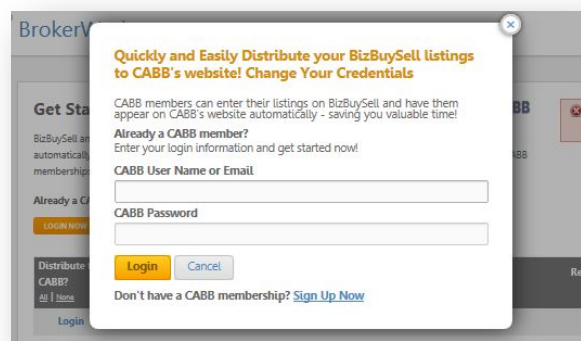 BrokerW
Quickly and Easily Distribute your BizBuySell listings
to CABB's website! Change Your Credentials
CABB members can enter their listings on BizBuySell and have them
appear on CABB's website automatically - saving you valuable time!
Already a CABB member?
Enter your login information and get started now!
CABB User Name or Email
CABB Password
Login Cancel
Don't have a CABB membership? Sign Up Now
Get Sta
BB
BizBuySell an
automatically
ABB
membership
Already a CA
LOGIN NOW
Distribute t
CABB?
All | None
Re
Login